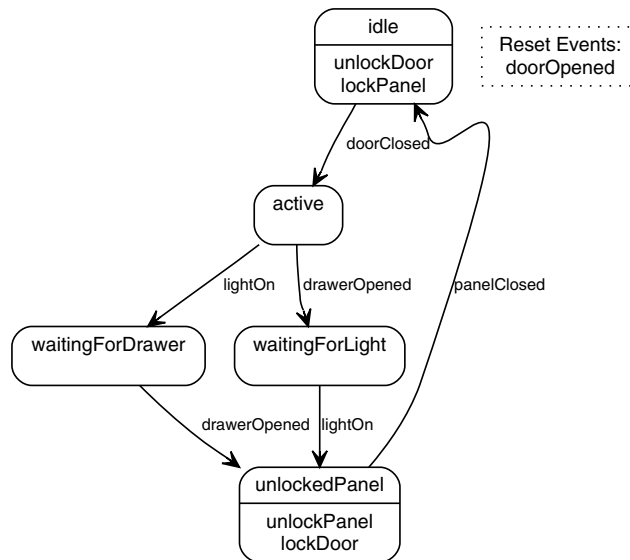 idle
unlockDoor
lockPanel
Reset Events:
doorOpened
doorClosed
active
lightOn
drawerOpened
panelClosed
waitingForDrawer
waitingForLight
drawerOpened
lightOn
unlockedPanel
unlockPanel
lockDoor